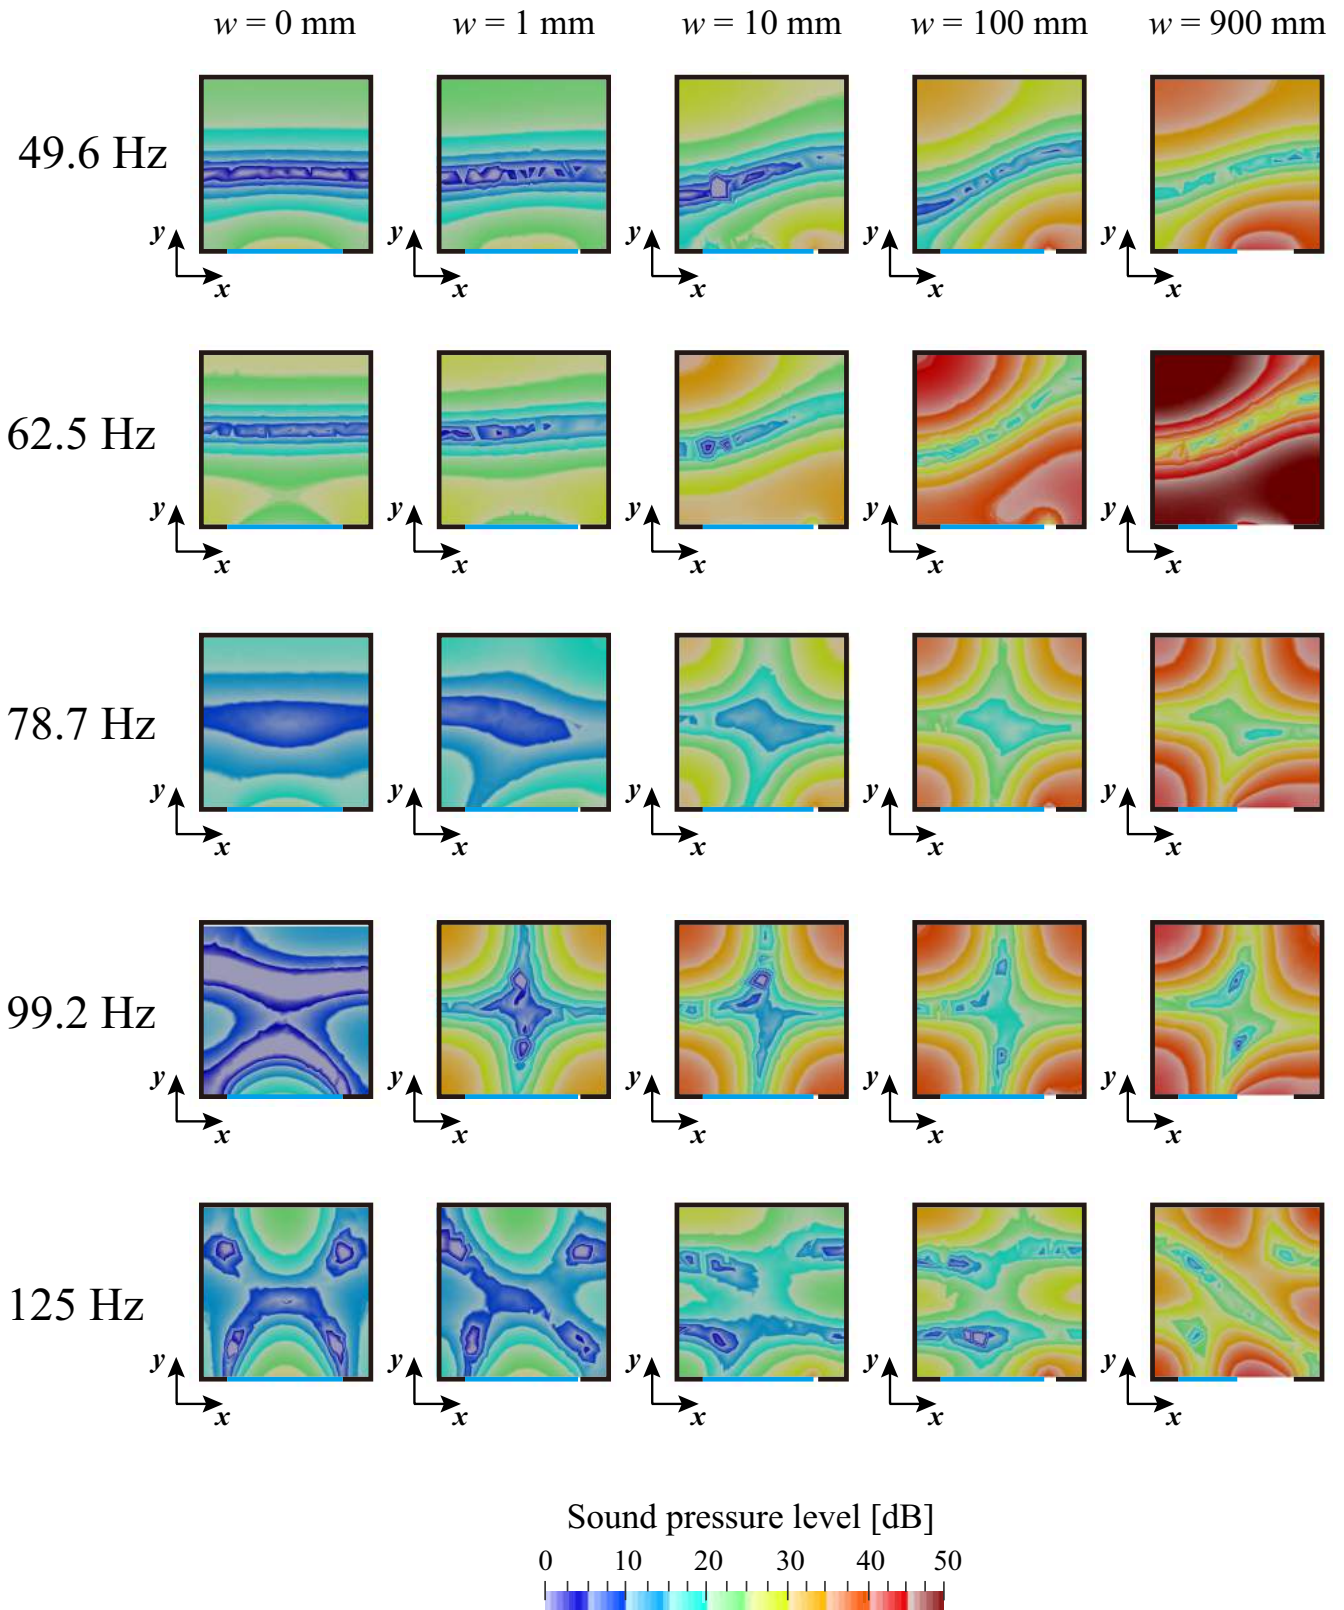 w = 0 mm w = 1 mm w = 10 mm w = 100 mm w = 900 mm
49.6 Hz
y y y y y
x x x x x
62.5 Hz
y y y y y
x x x x x
78.7 Hz
y y y y y
x x x x x
99.2 Hz
y y y y y
x x x x x
125 Hz
y y y y y
x x x x x
Sound pressure level [dB]
0 10 20 30 40 50